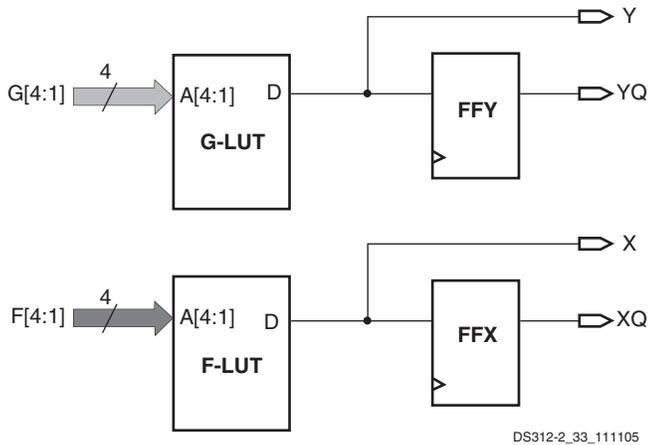 Y
4
G[4:1]
A[4:1]
D
YQ
FFY
G-LUT
X
4
F[4:1]
A[4:1]
D
XQ
FFX
F-LUT
DS312-2_33_111105